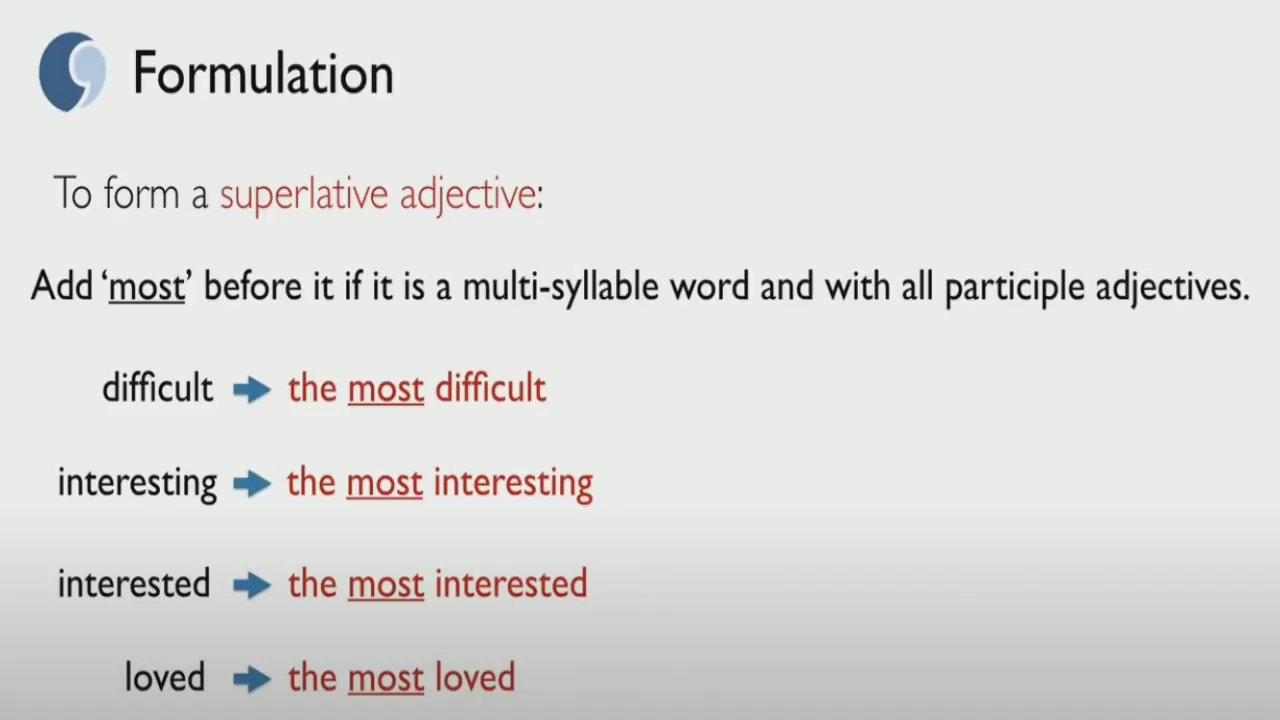 Formulation
To form a superlative adjective:
Add ‘most’ before it if it is a multi-syllable word and with all participle adjectives.
difficult the most difficult
interesting the most interesting
interested the most interested
loved the most loved